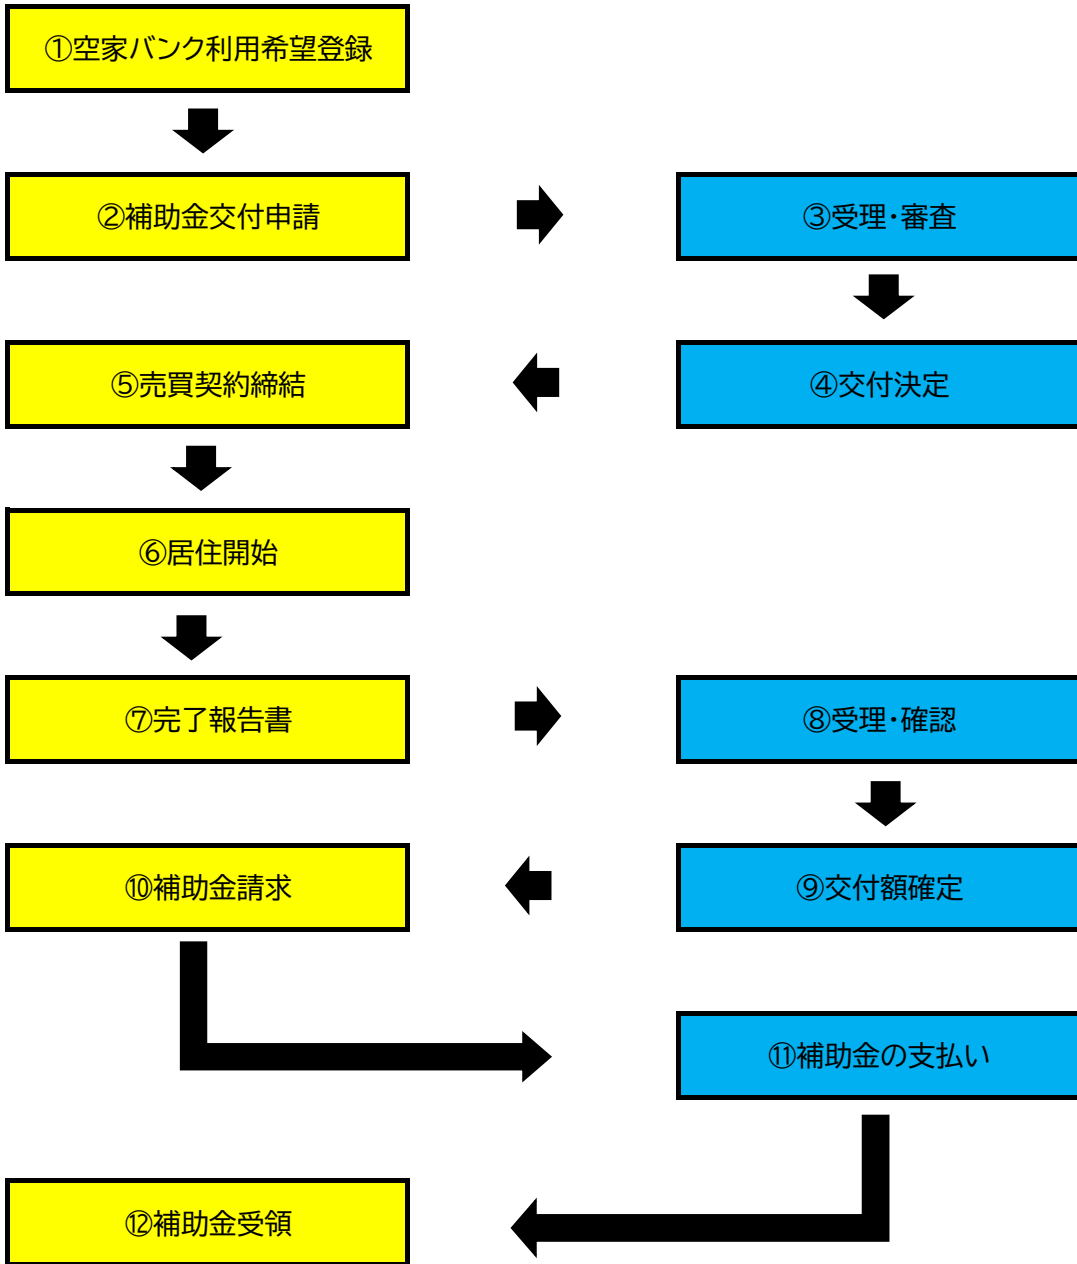 ①空家バンク利用希望登録
②補助金交付申請
③受理・審査
④交付決定
⑤売買契約締結
⑥居住開始
⑦完了報告書
⑧受理・確認
⑨交付額確定
⑩補助金請求
⑪補助金の支払い
⑫補助金受領